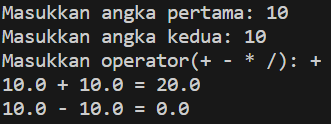 Masukkan angka pertama: 10
Masukkan angka kedua: 10
Masukkan operator(+ - * /): +
10.0 + 10.0 = 20.0
10.0 - 10.0 = 0.0